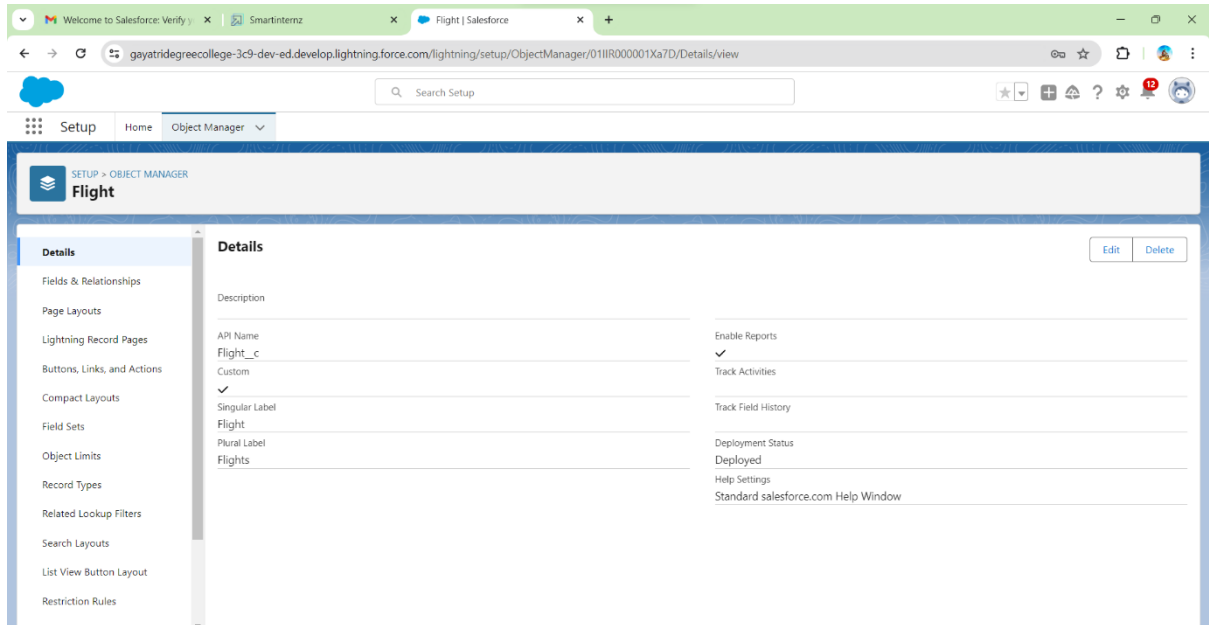 Welcome to Salesforce: Verify y
Smartinternz
Flight | Salesforce
gayatridegreecollege-3c9-dev-ed.develop.lightning.force.com/lightning/setup/ObjectManager/01IIR000001Xa7D/Details/view
Search Setup
12
Setup Home Object Manager
SETUP > OBJECT MANAGER
Flight
Details
Fields & Relationships
Page Layouts
Lightning Record Pages
Buttons, Links, and Actions
Compact Layouts
Field Sets
Object Limits
Record Types
Related Lookup Filters
Search Layouts
List View Button Layout
Restriction Rules
Details
Edit Delete
Description
API Name
Flight__c
Custom
Singular Label
Flight
Plural Label
Flights
Enable Reports
Track Activities
Track Field History
Deployment Status
Deployed
Help Settings
Standard salesforce.com Help Window